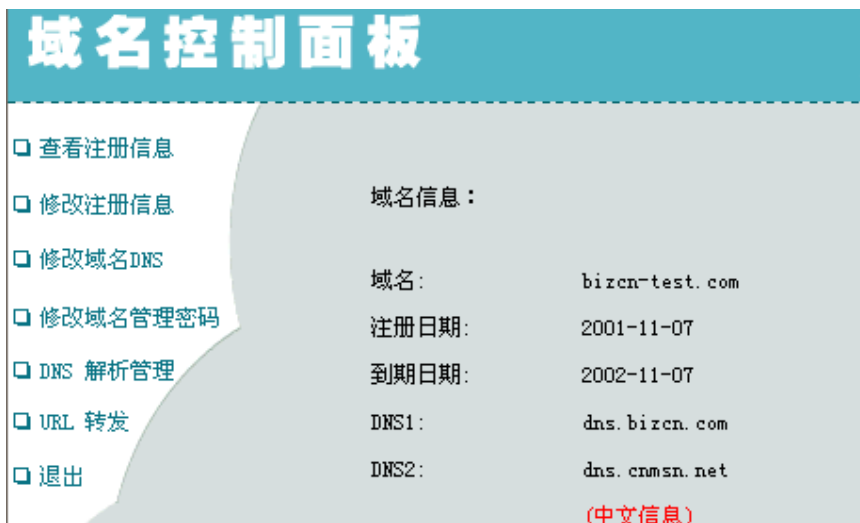 域名控制面板
查看注册信息
修改注册信息
修改域名DNS
修改域名管理密码
DNS 解析管理
URL 转发
退出
域名信息：
域名: bizcn-test.com
注册日期: 2001-11-07
到期日期: 2002-11-07
DNS1: dns.bizcn.com
DNS2: dns.cnmsn.net
(中文信息)